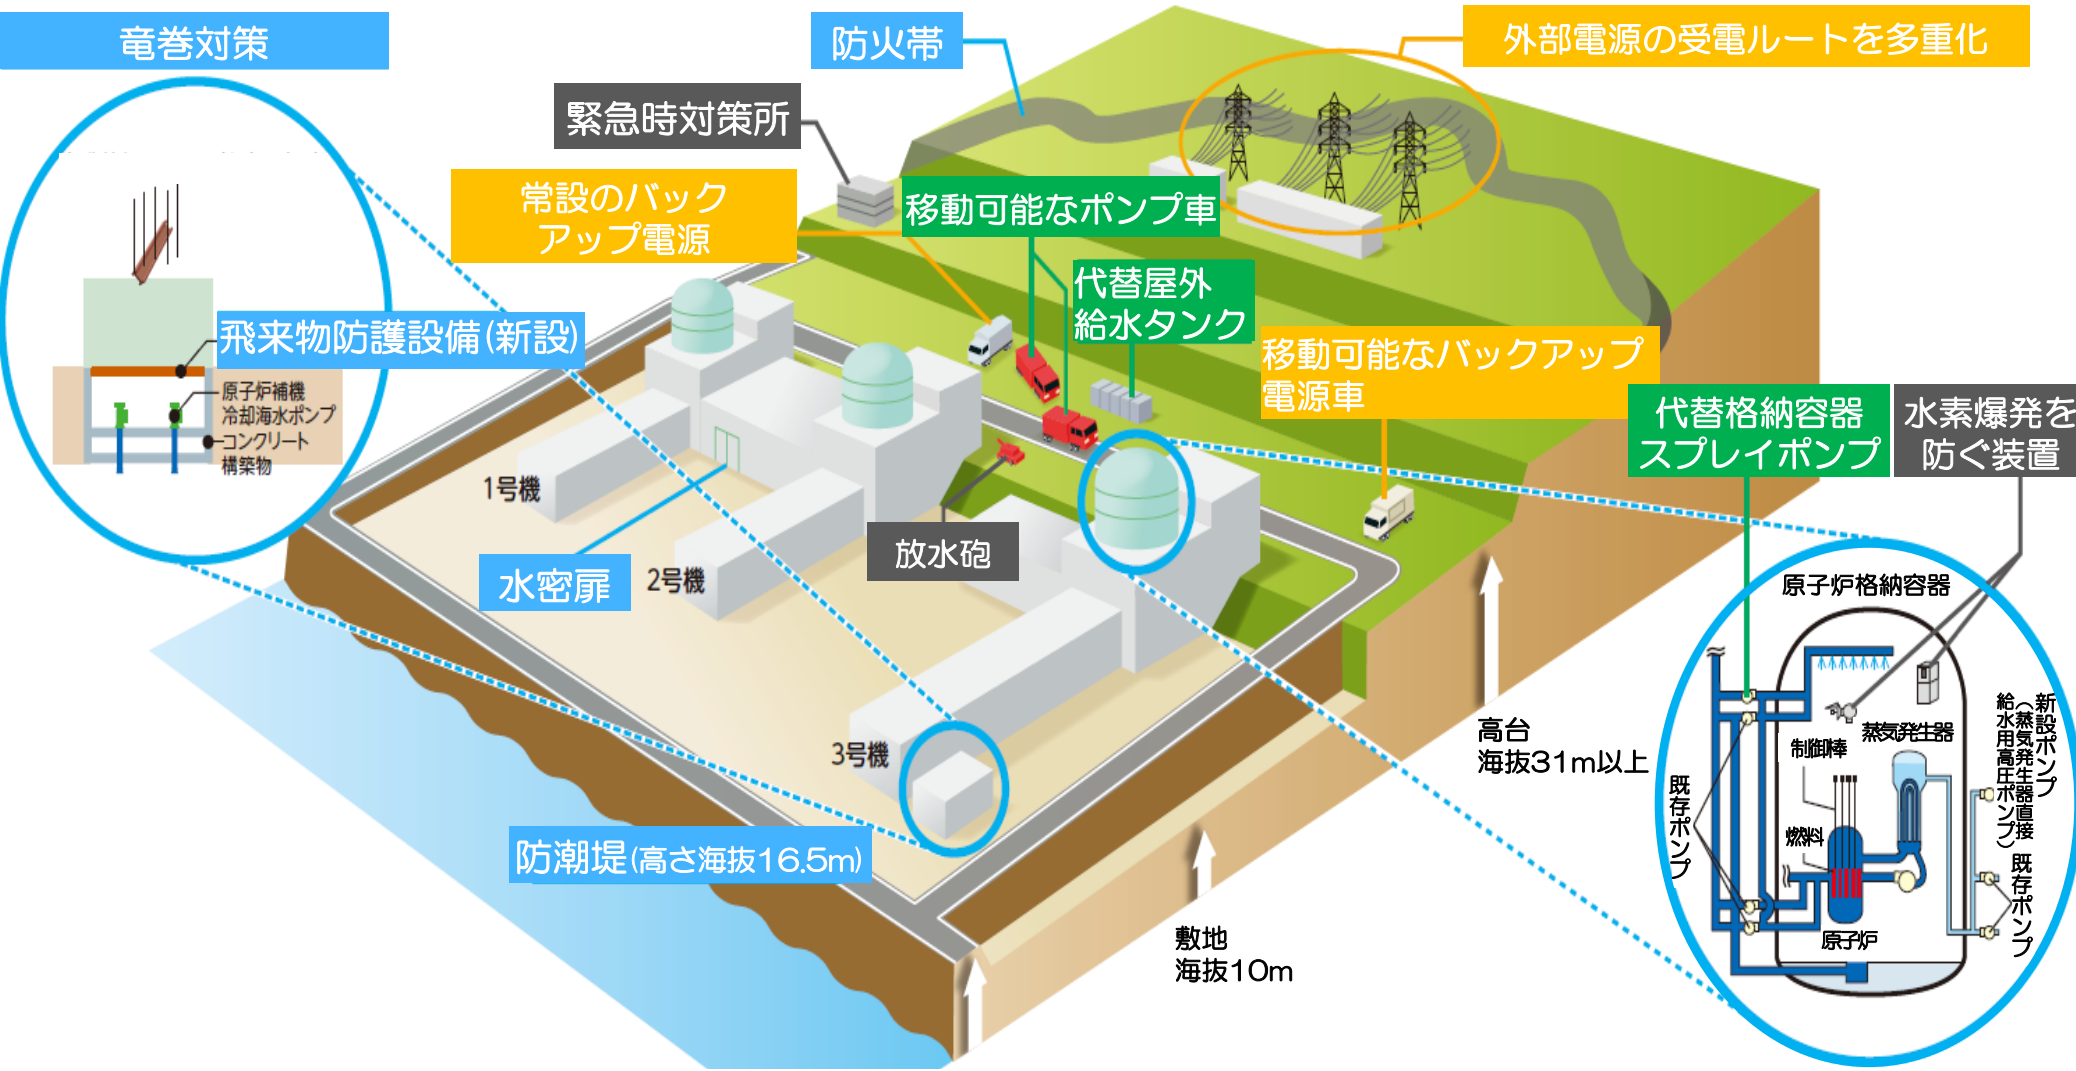 竜巻対策
防火帯
外部電源の受電ルートを多重化
緊急時対策所
常設のバック
アップ電源
移動可能なポンプ車
代替屋外
給水タンク
飛来物防護設備(新設)
移動可能なバックアップ
電源車
原子炉補機
冷却海水ポンプ
コンクリート
構築物
代替格納容器
スプレイポンプ
水素爆発を
防ぐ装置
1号機
放水砲
水密扉
2号機
原子炉格納容器
3号機
高台
海抜31m以上
蒸気発生器
制御棒
新設ポンプ
(蒸気発生器直接
給水用高圧ポンプ)
既存ポンプ
燃料
既存ポンプ
原子炉
防潮堤(高さ海抜16.5m)
敷地
海抜10m